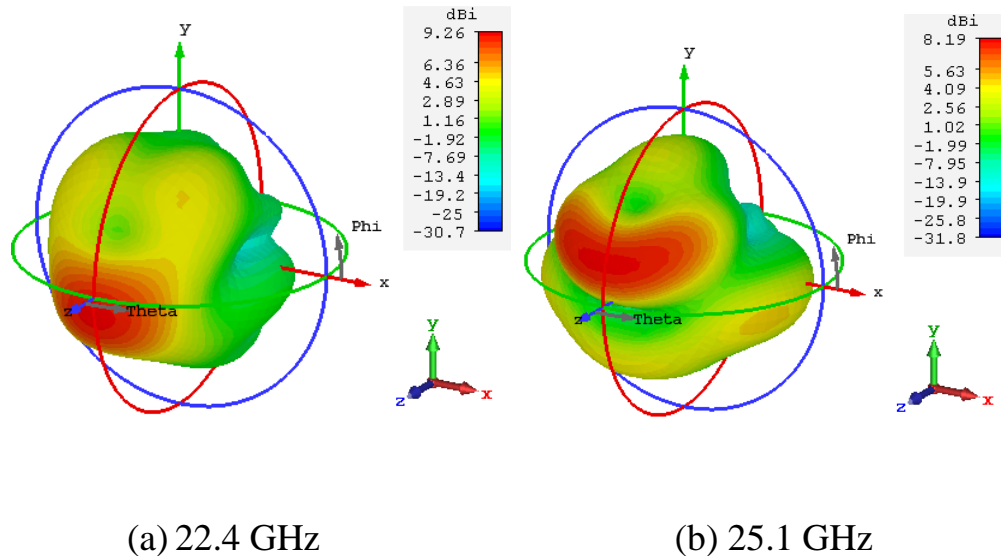 dBi
9.26
6.36
4.63
2.89
1.16
-1.92
-7.69
-13.4
-19.2
-25
-30.7
y
Phi
x
z
Theta
y
x
z
(a) 22.4 GHz
dBi
8.19
5.63
4.09
2.56
1.02
-1.99
-7.95
-13.9
-19.9
-25.8
-31.8
y
Phi
x
z
Theta
y
x
z
(b) 25.1 GHz